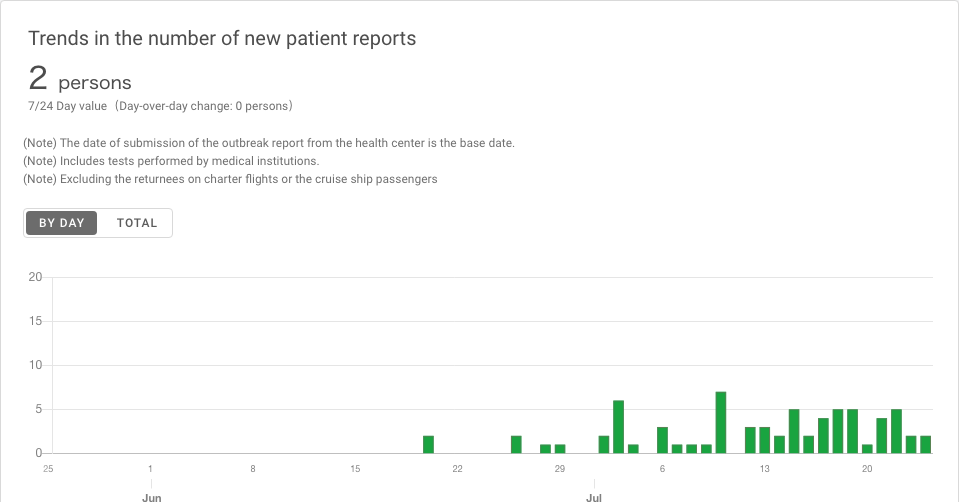 Trends in the number of new patient reports
2 persons
7/24 Day value (Day-over-day change: 0 persons)
(Note) The date of submission of the outbreak report from the health center is the base date.
(Note) Includes tests performed by medical institutions.
(Note) Excluding the returnees on charter flights or the cruise ship passengers
BY DAY TOTAL
20
15
10
5
0
25 1 8 15 22 29 6 13 20
Jun Jul